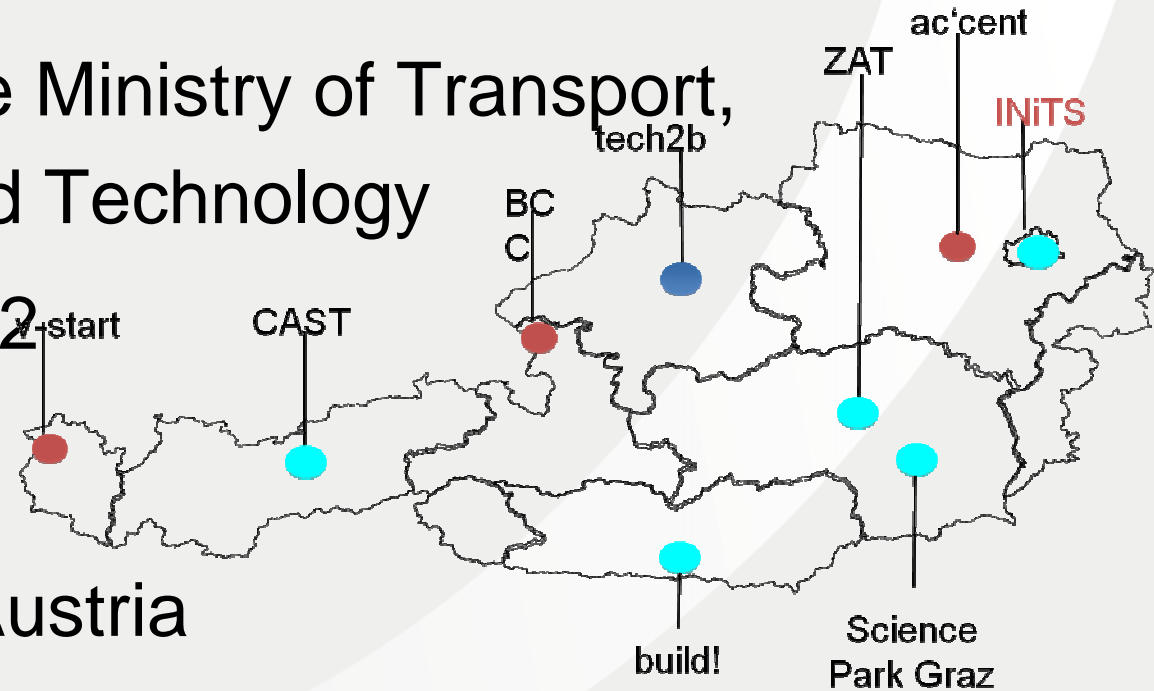 ac'cent
ZAT
e Ministry of Transport,
INiTS
tech2b
d Technology
BC
C
2
v-start
CAST
Austria
Science
build!
Park Graz